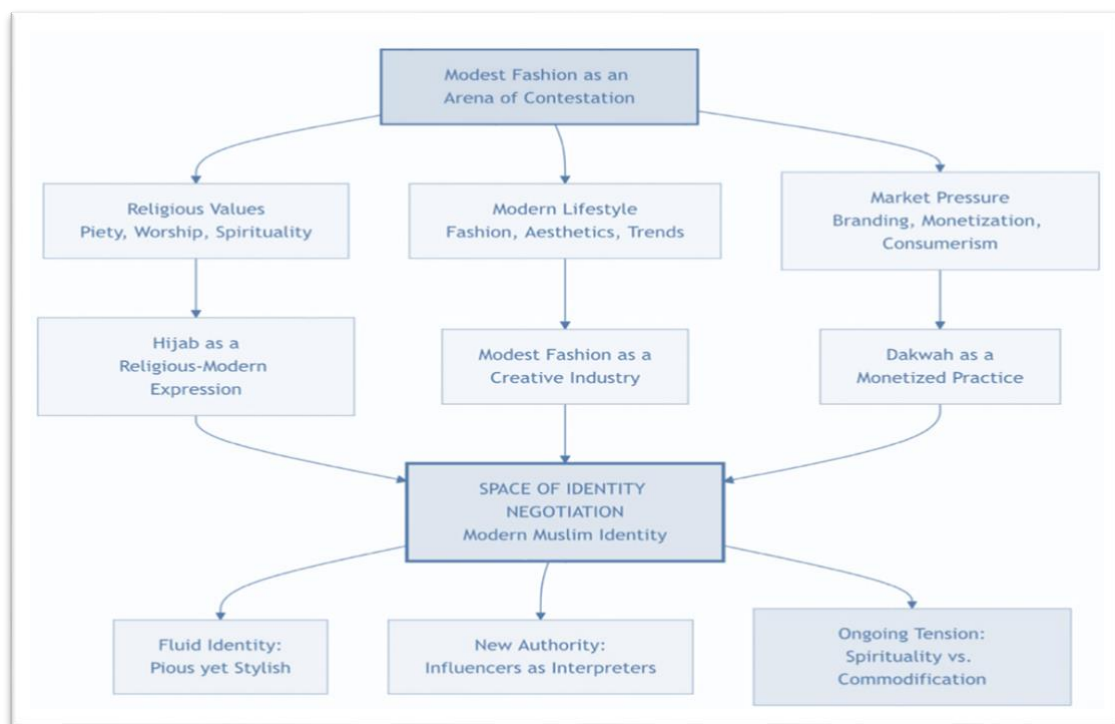 Modest Fashion as an
Arena of Contestation
Religious Values
Piety, Worship, Spirituality
Modern Lifestyle
Fashion, Aesthetics, Trends
Market Pressure
Branding, Monetization,
Consumerism
Hijab as a
Religious-Modern
Expression
Modest Fashion as a
Creative Industry
Dakwah as a
Monetized Practice
SPACE OF IDENTITY
NEGOTIATION
Modern Muslim Identity
Fluid Identity:
Pious yet Stylish
New Authority:
Influencers as Interpreters
Ongoing Tension:
Spirituality vs.
Commodification